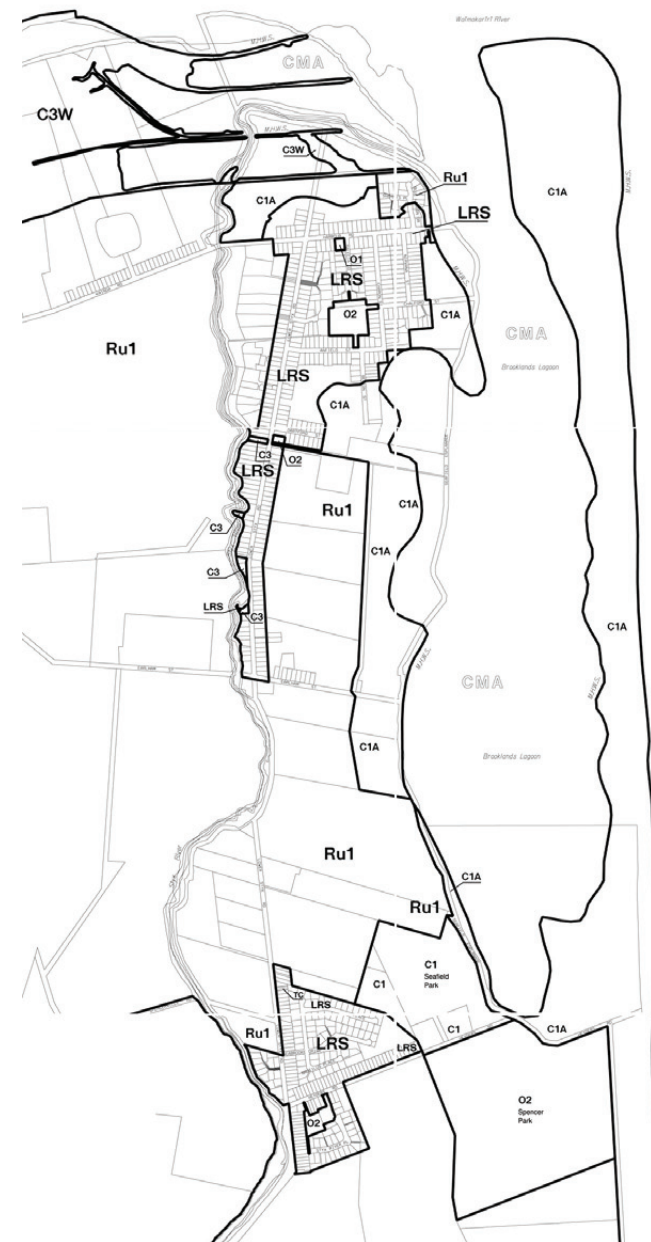 Waimakariri River
M.H.W.S.
CMA
C3W
M.H.W.S.
C3W
Ru1
C1A
C1A
M.H.W.S.
LRS
O1
LRS
M.H.W.S.
O2
C1A
CMA
Ru1
Brooklands Lagoon
LRS
C1A
C3
O2
LRS
C1A
Ru1
C3
C1A
C3
LRS
C3
C1A
M.H.W.S.
CMA
M.H.W.S.
C1A
Brooklands Lagoon
Ru1
Styx River
C1A
Ru1
C1
Seafield
Park
C1
TC
LRS
C1
C1A
Ru1
LRS
LRS
O2
Spencer
Park
O2